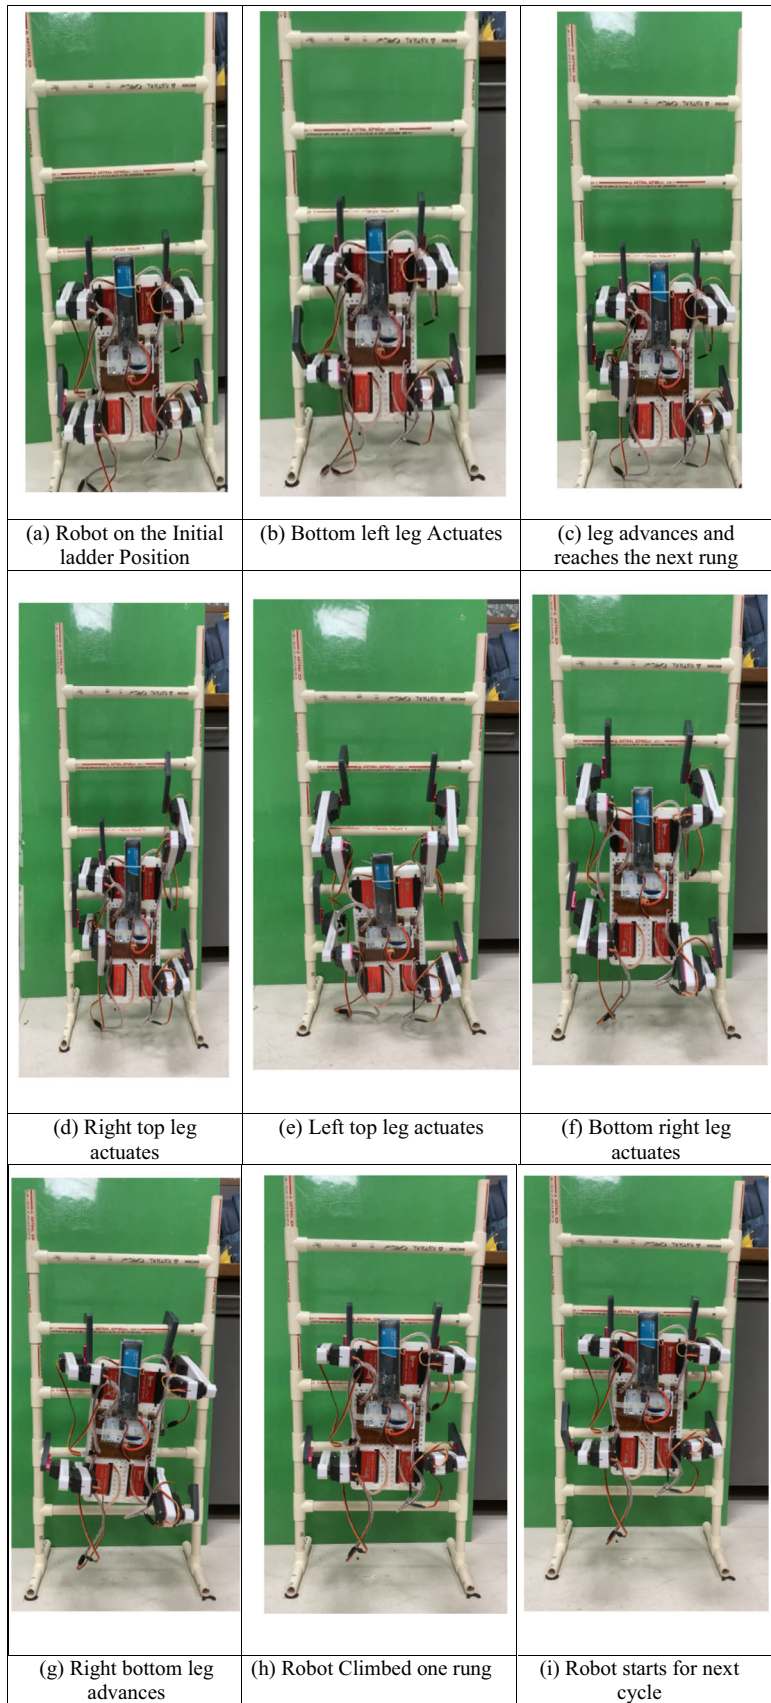 (a) Robot on the Initial
ladder Position
(b) Bottom left leg Actuates
(c) leg advances and
reaches the next rung
(d) Right top leg
actuates
(e) Left top leg actuates
(f) Bottom right leg
actuates
(g) Right bottom leg
advances
(h) Robot Climbed one rung
(i) Robot starts for next
cycle